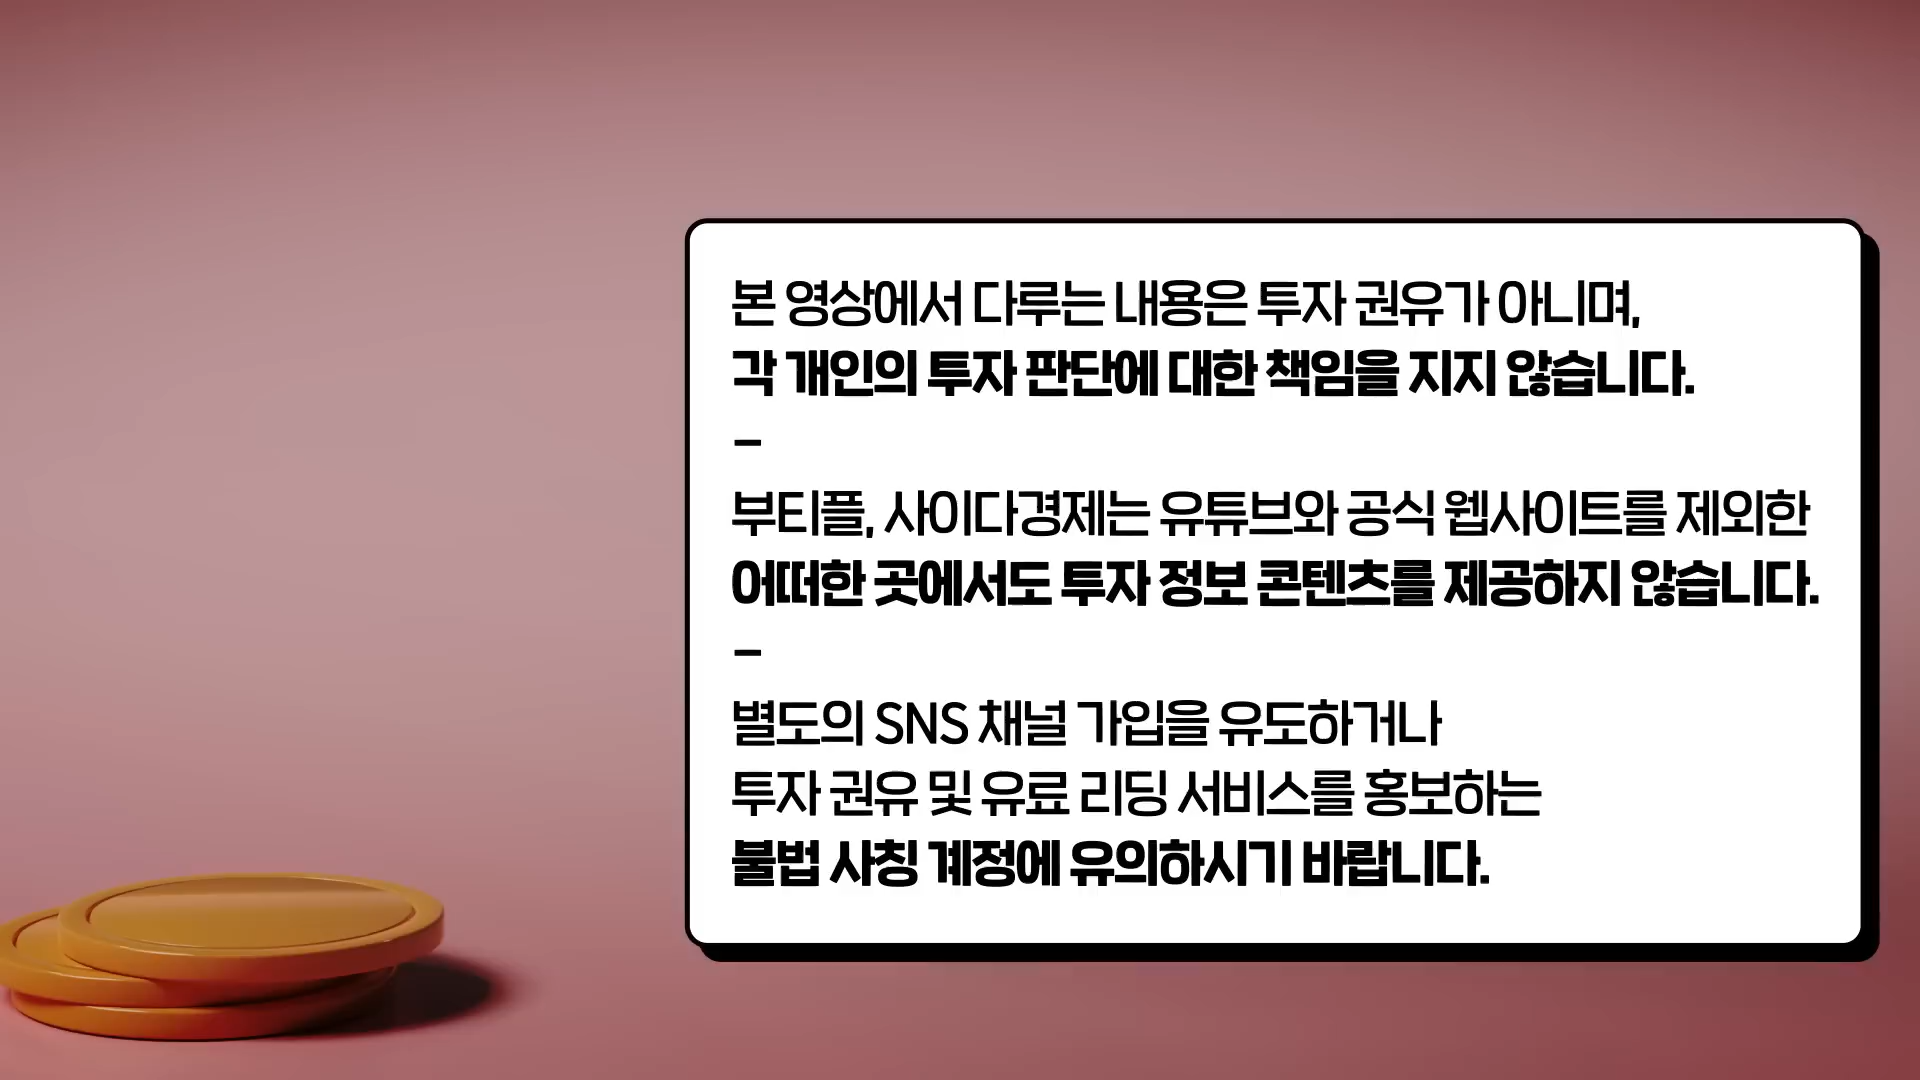 본 영상에서 다루는 내용은 투자 권유가 아니며,
각 개인의 투자 판단에 대한 책임을 지지 않습니다.
–
부티플, 사이다경제는 유튜브와 공식 웹사이트를 제외한
어떠한 곳에서도 투자 정보 콘텐츠를 제공하지 않습니다.
–
별도의 SNS 채널 가입을 유도하거나
투자 권유 및 유료 리딩 서비스를 홍보하는
불법 사칭 계정에 유의하시기 바랍니다.